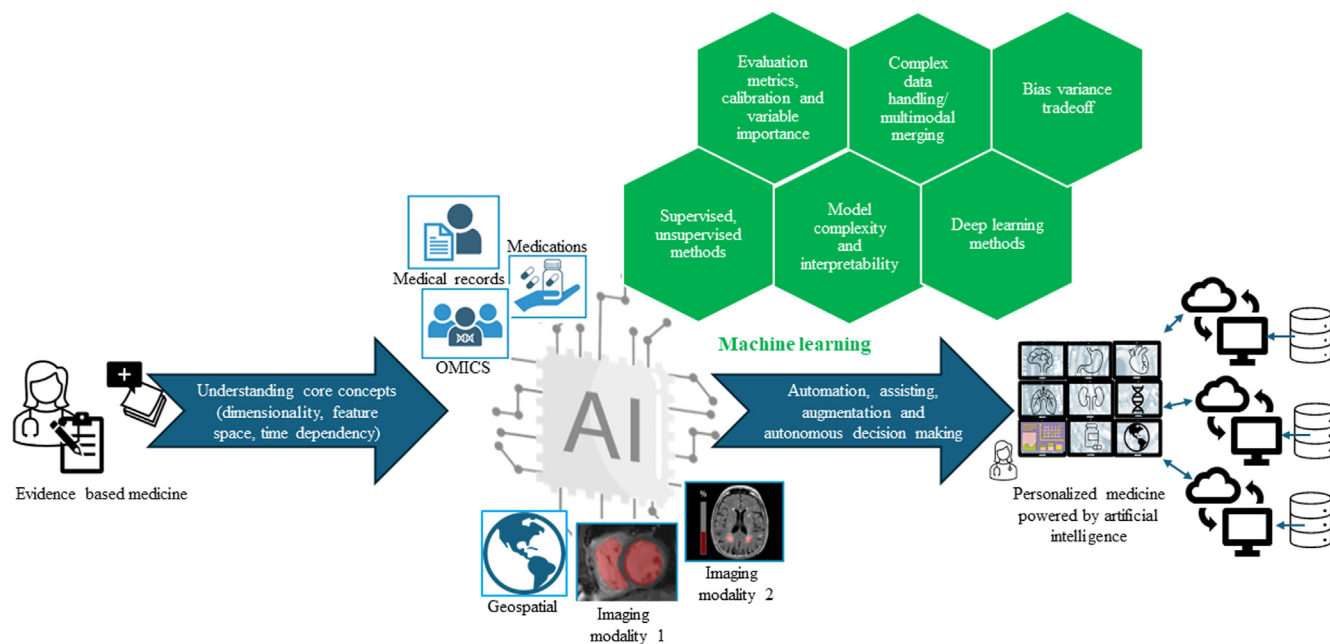 Evaluation
metrics,
calibration and
variable
importance
Complex
data
handling/
multimodal
merging
Bias variance
tradeoff
Supervised,
unsupervised
methods
Model
complexity
and
interpretability
Deep learning
methods
Medical records
Medications
OMICS
Machine learning
Evidence based medicine
Understanding core concepts
(dimensionality, feature
space, time dependency)
AI
Automation, assisting,
augmentation and
autonomous decision making
Personalized medicine
powered by artificial
intelligence
Geospatial
Imaging
modality 1
%
Imaging
modality 2